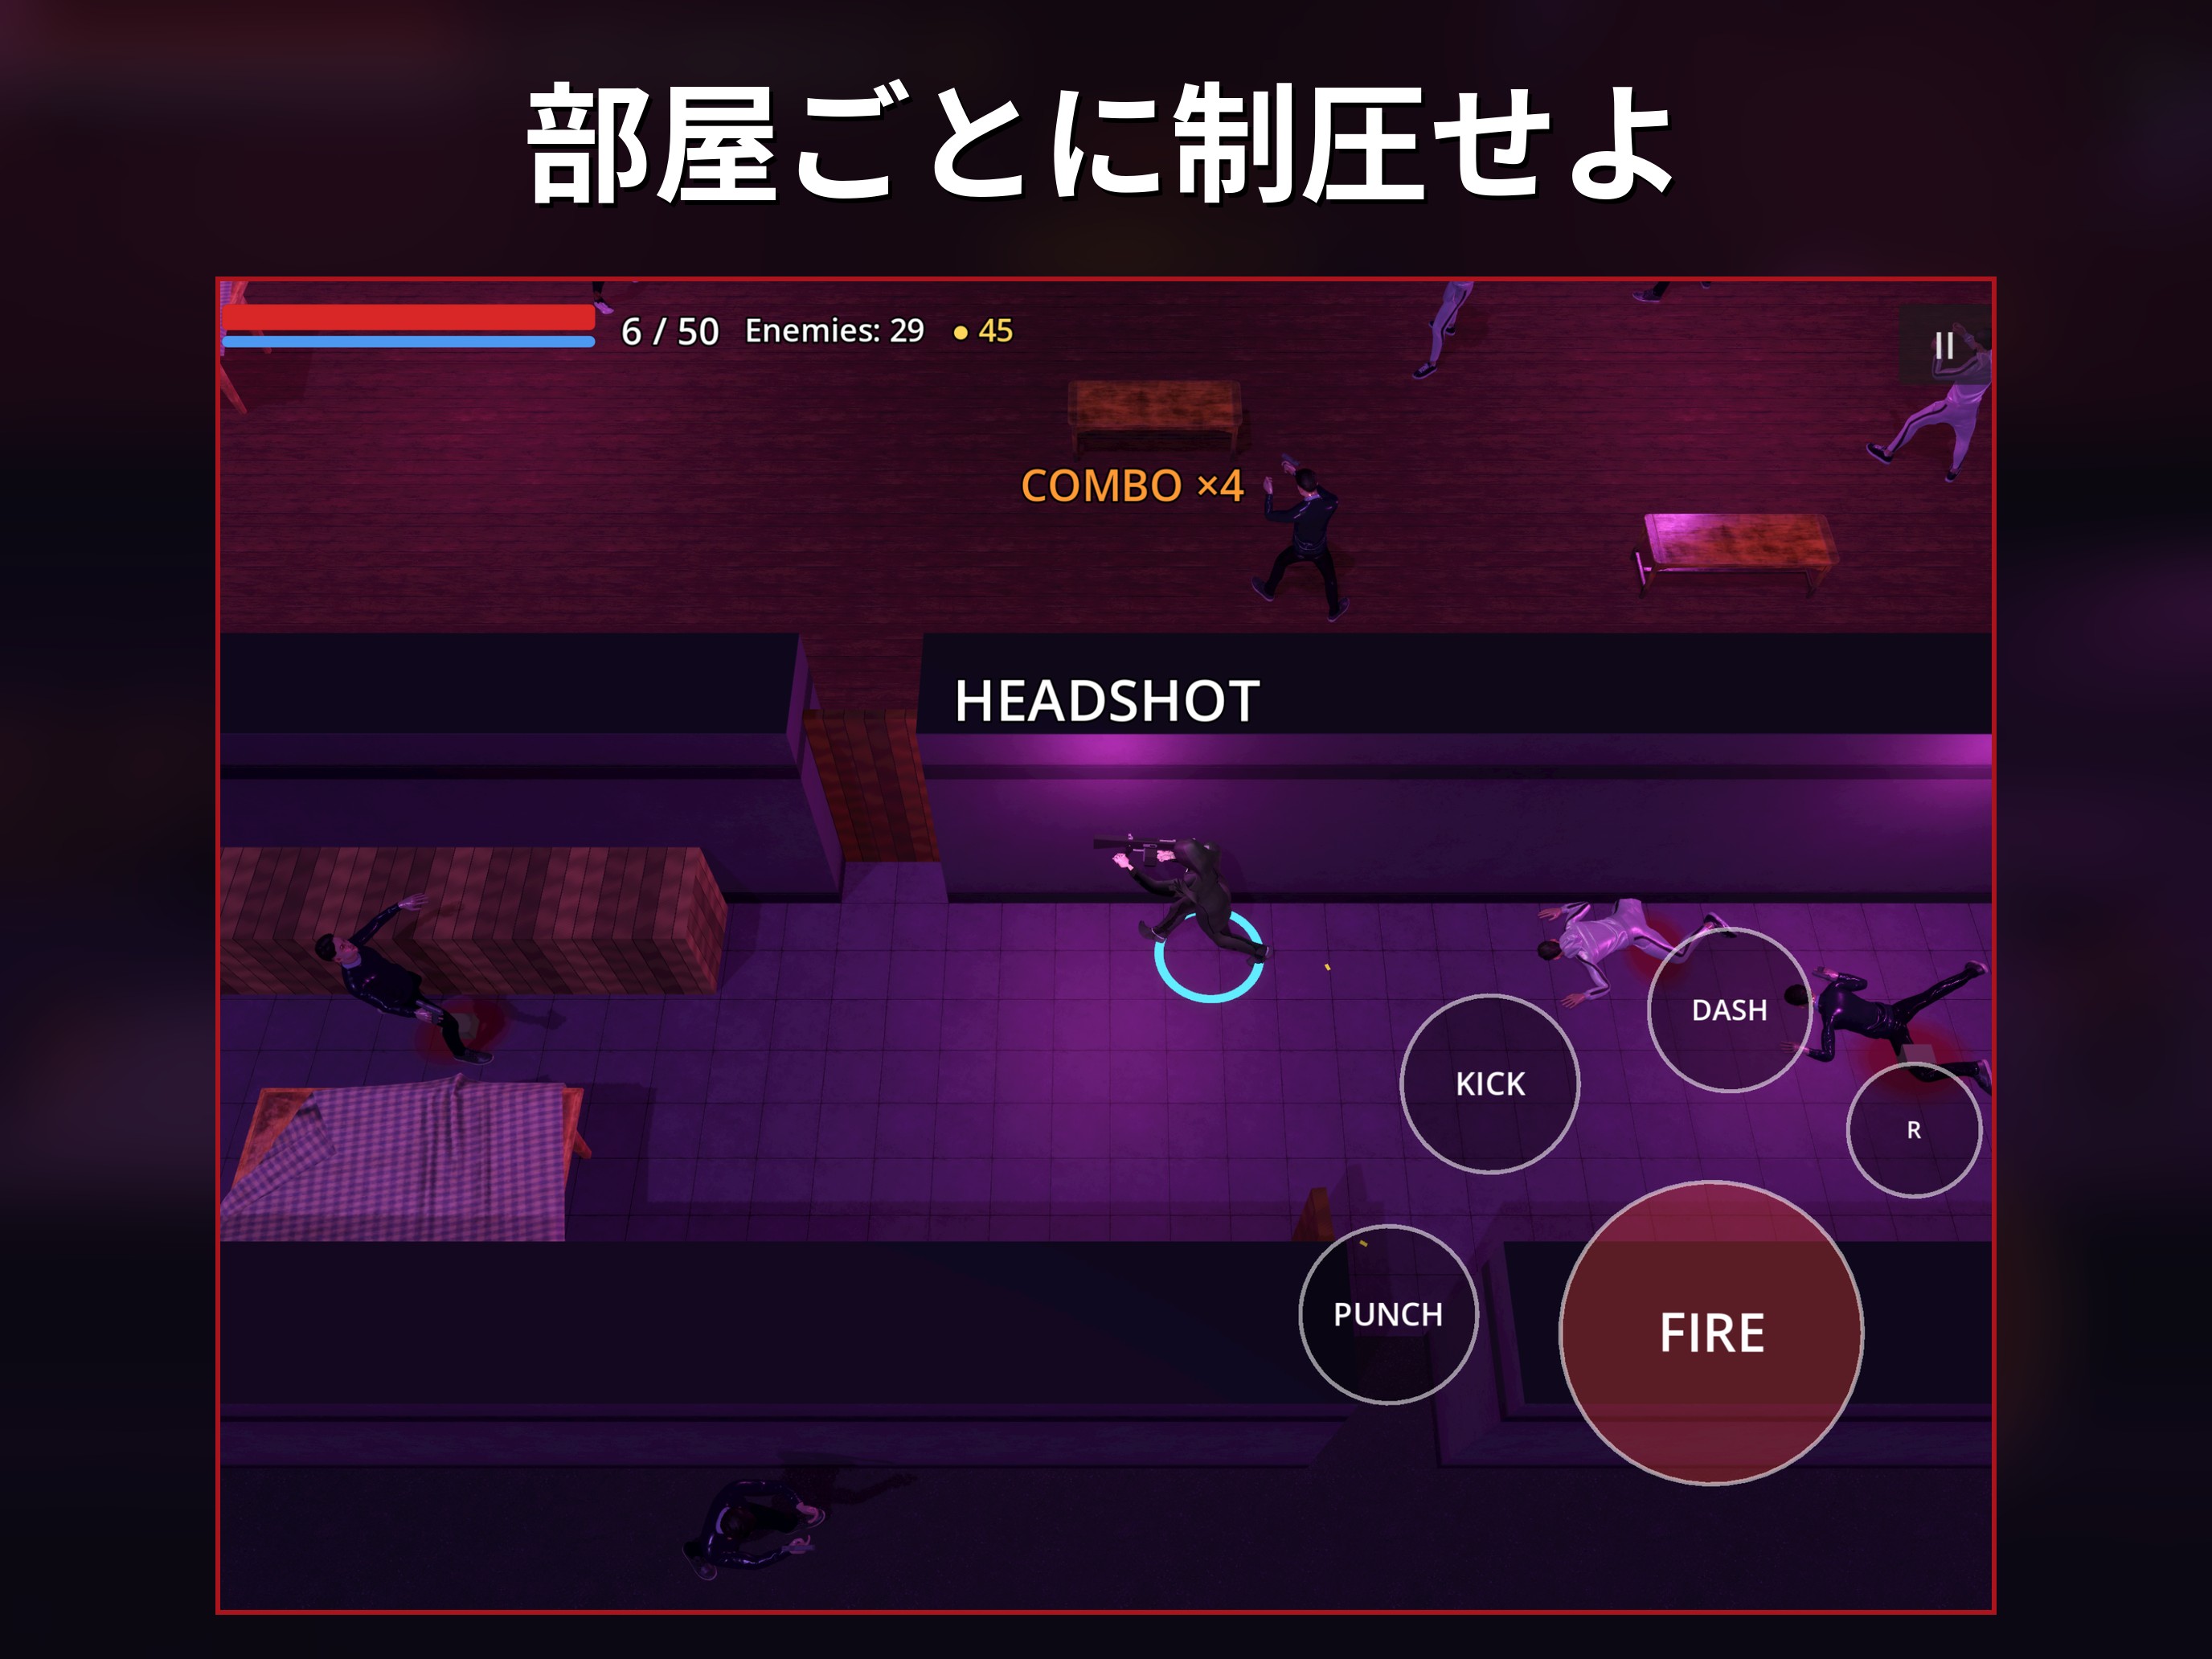 部屋ごとに制圧せよ
6 / 50 Enemies: 29 45
COMBO ×4
HEADSHOT
DASH
KICK
R
PUNCH
FIRE